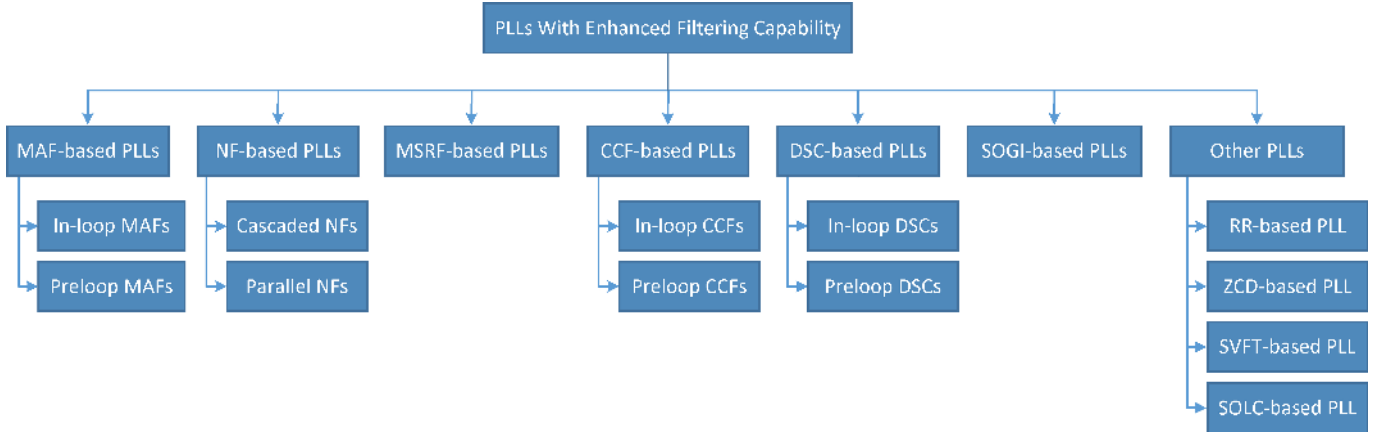 PLLs With Enhanced Filtering Capability
MAF-based PLLs
NF-based PLLs
MSRF-based PLLs
CCF-based PLLs
DSC-based PLLs
SOGI-based PLLs
Other PLLs
In-loop MAFs
Cascaded NFs
In-loop CCFs
In-loop DSCs
RR-based PLL
Preloop MAFs
Parallel NFs
Preloop CCFs
Preloop DSCs
ZCD-based PLL
SVFT-based PLL
SOLC-based PLL